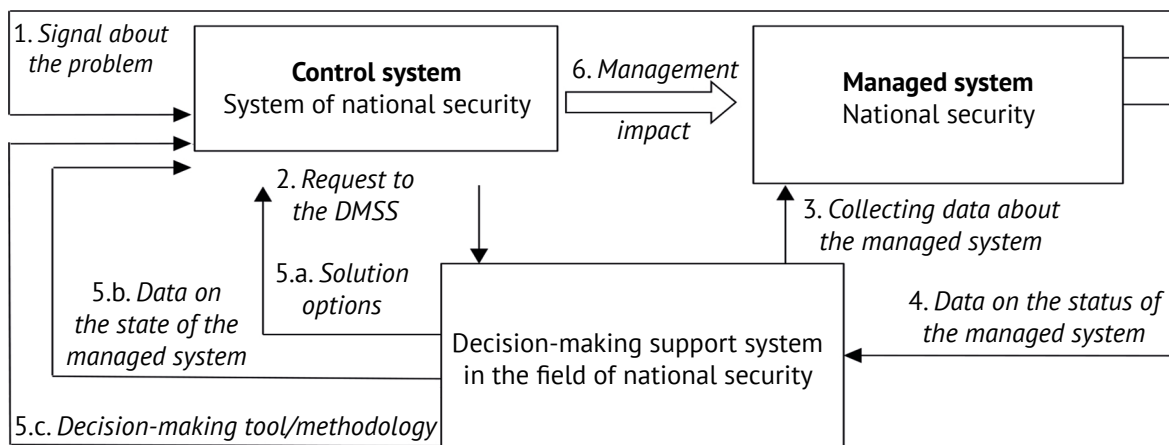 1. Signal about
the problem
Control system
System of national security
6. Management
impact
Managed system
National security
2. Request to
the DMSS
3. Collecting data about
the managed system
5.a. Solution
options
5.b. Data on
the state of the
managed system
4. Data on the status of
the managed system
Decision-making support system
in the field of national security
5.c. Decision-making tool/methodology